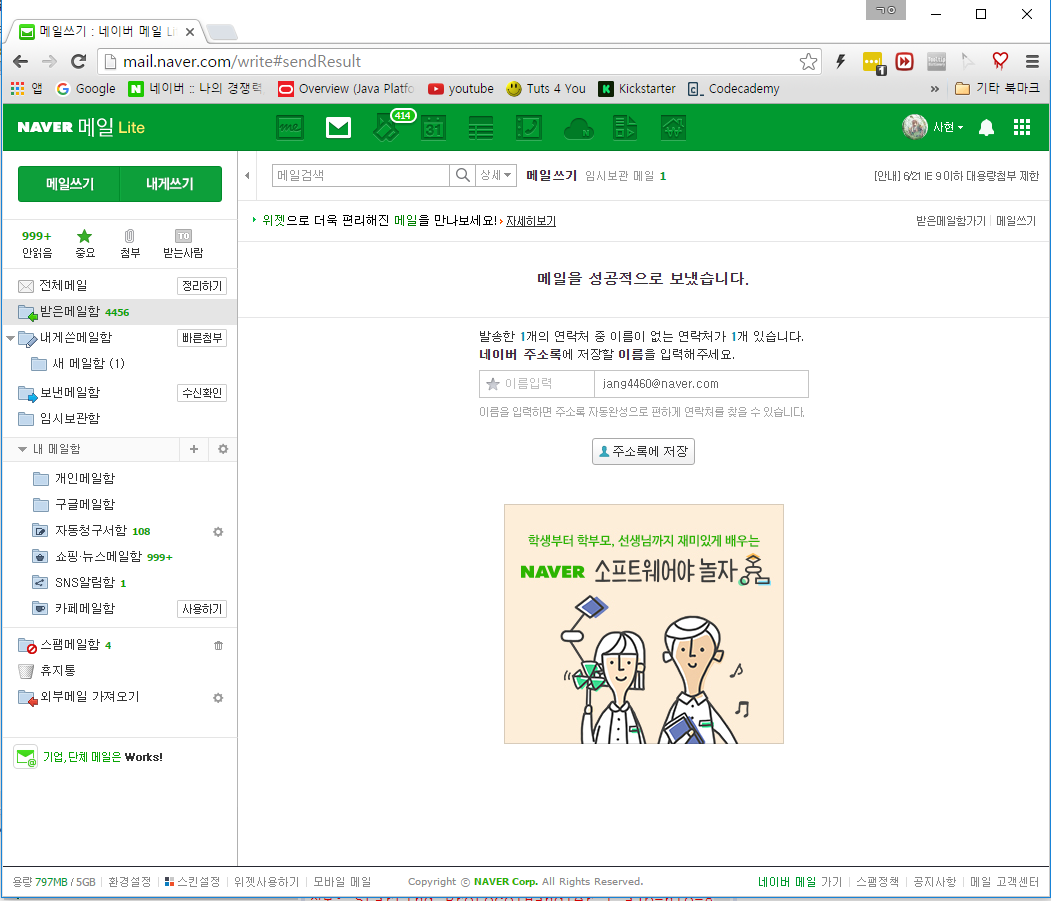 ㄱㅇ
메일쓰기 : 네이버 메일 Li
mail.naver.com/write#sendResult
1
앱 Google 네이버 :: 나의 경쟁력 Overview (Java Platfo youtube Tuts 4 You Kickstarter Codecademy » 기타 북마크
NAVER 메일 Lite
me 414 31 N
사현
메일쓰기 내게쓰기
메일검색 상세 메일쓰기 임시보관 메일 1 [안내] 6/21 IE 9 이하 대용량첨부 제한
위젯으로 더욱 편리해진 메일을 만나보세요! 자세히보기 받은메일함가기 메일쓰기
999+ TO
안읽음 중요 첨부 받는사람
전체메일 정리하기
받은메일함 4456
내게쓴메일함 빠른첨부
새 메일함 (1)
보낸메일함 수신확인
임시보관함
내 메일함 +
개인메일함
구글메일함
자동청구서함 108
쇼핑·뉴스메일함 999+
SNS알림함 1
카페메일함 사용하기
스팸메일함 4
휴지통
외부메일 가져오기
기업,단체 메일은 Works!
메일을 성공적으로 보냈습니다.
발송한 1개의 연락처 중 이름이 없는 연락처가 1개 있습니다.
네이버 주소록에 저장할 이름을 입력해주세요.
이름입력 jang4460@naver.com
이름을 입력하면 주소록 자동완성으로 편하게 연락처를 찾을 수 있습니다.
주소록에 저장
학생부터 학부모, 선생님까지 재미있게 배우는
NAVER 소프트웨어야 놀자
용량 797MB / 5GB 환경설정 스킨설정 위젯사용하기 모바일 메일 Copyright © NAVER Corp. All Rights Reserved. 네이버 메일 가기 스팸정책 공지사항 메일 고객센터